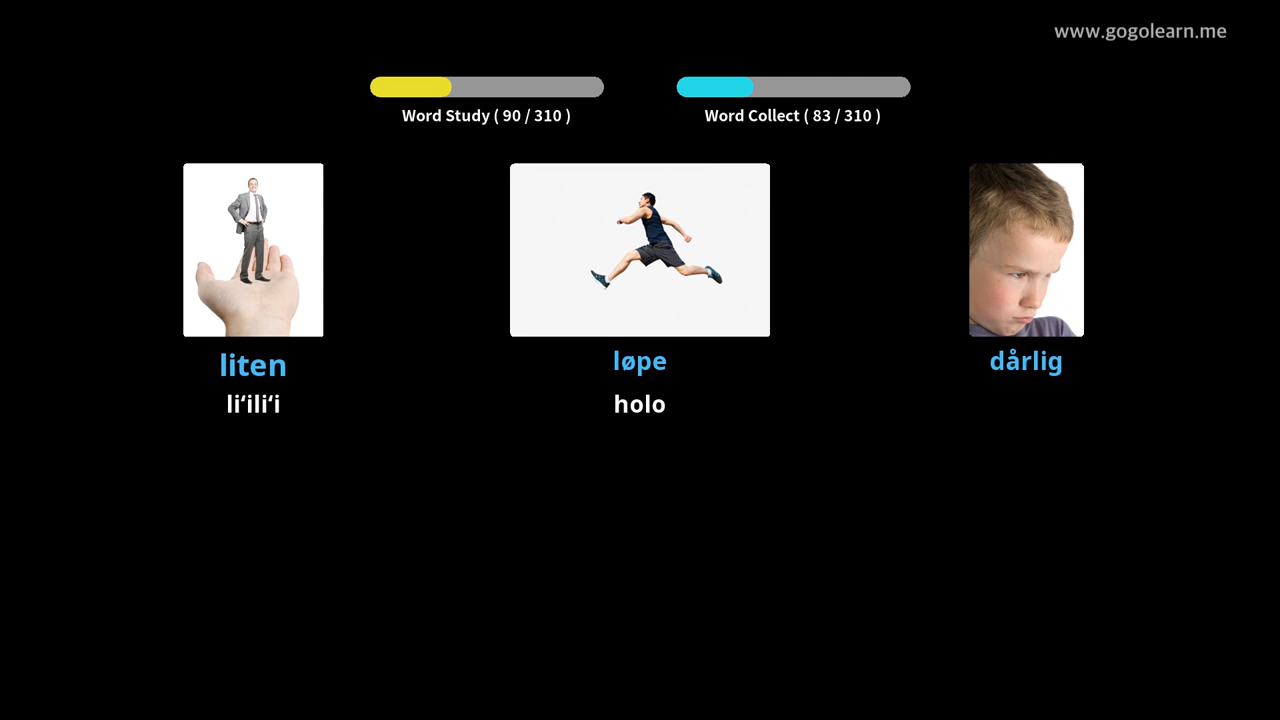 www.gogolearn.me
Word Study ( 90 / 310 )
Word Collect ( 83 / 310 )
liten
løpe
dårlig
liʻiliʻi
holo